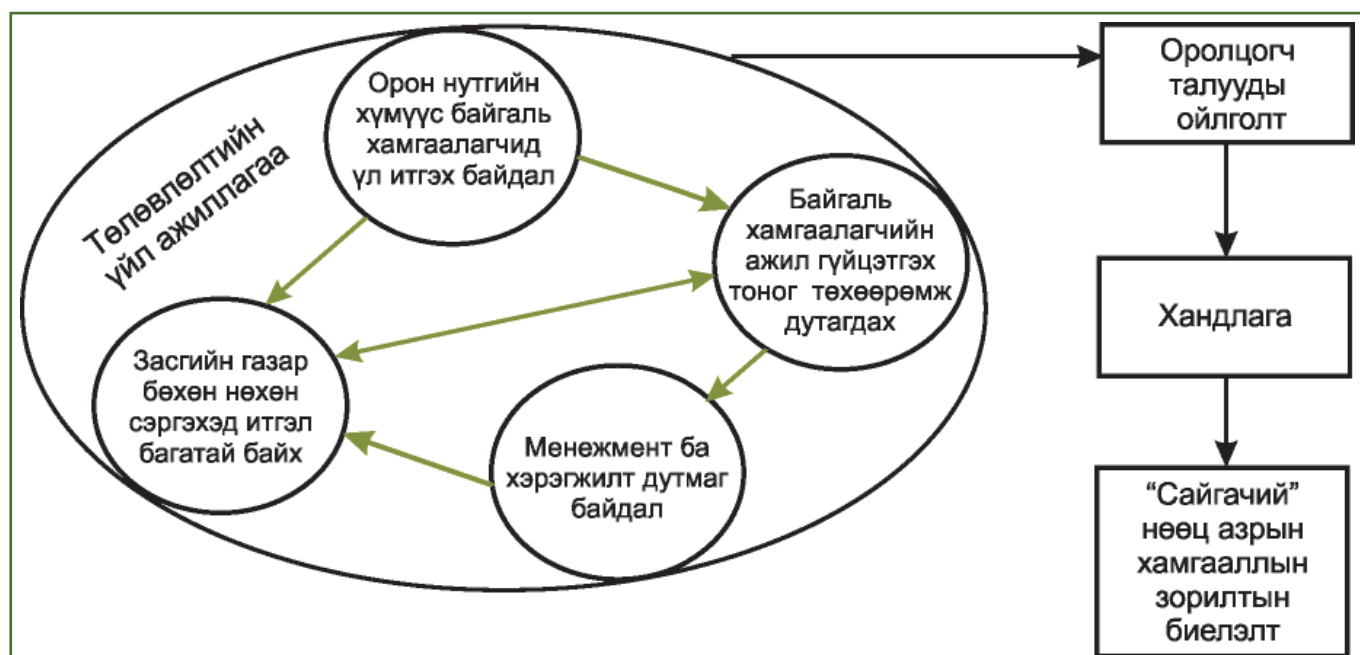 Төлөвлөлтийн
үйл ажиллагаа
Орон нутгийн
хүмүүс байгаль
хамгаалагчид
үл итгэх байдал
Байгаль
хамгаалагчийн
ажил гүйцэтгэх
тоног төхөөрөмж
дутагдах
Засгийн газар
бөхөн нөхөн
сэргэхэд итгэл
багатай байх
Менежмент ба
хэрэгжилт дутмаг
байдал
Оролцогч
талууды
ойлголт
Хандлага
“Сайгачий”
нөөц азрын
хамгааллын
зорилтын
биелэлт